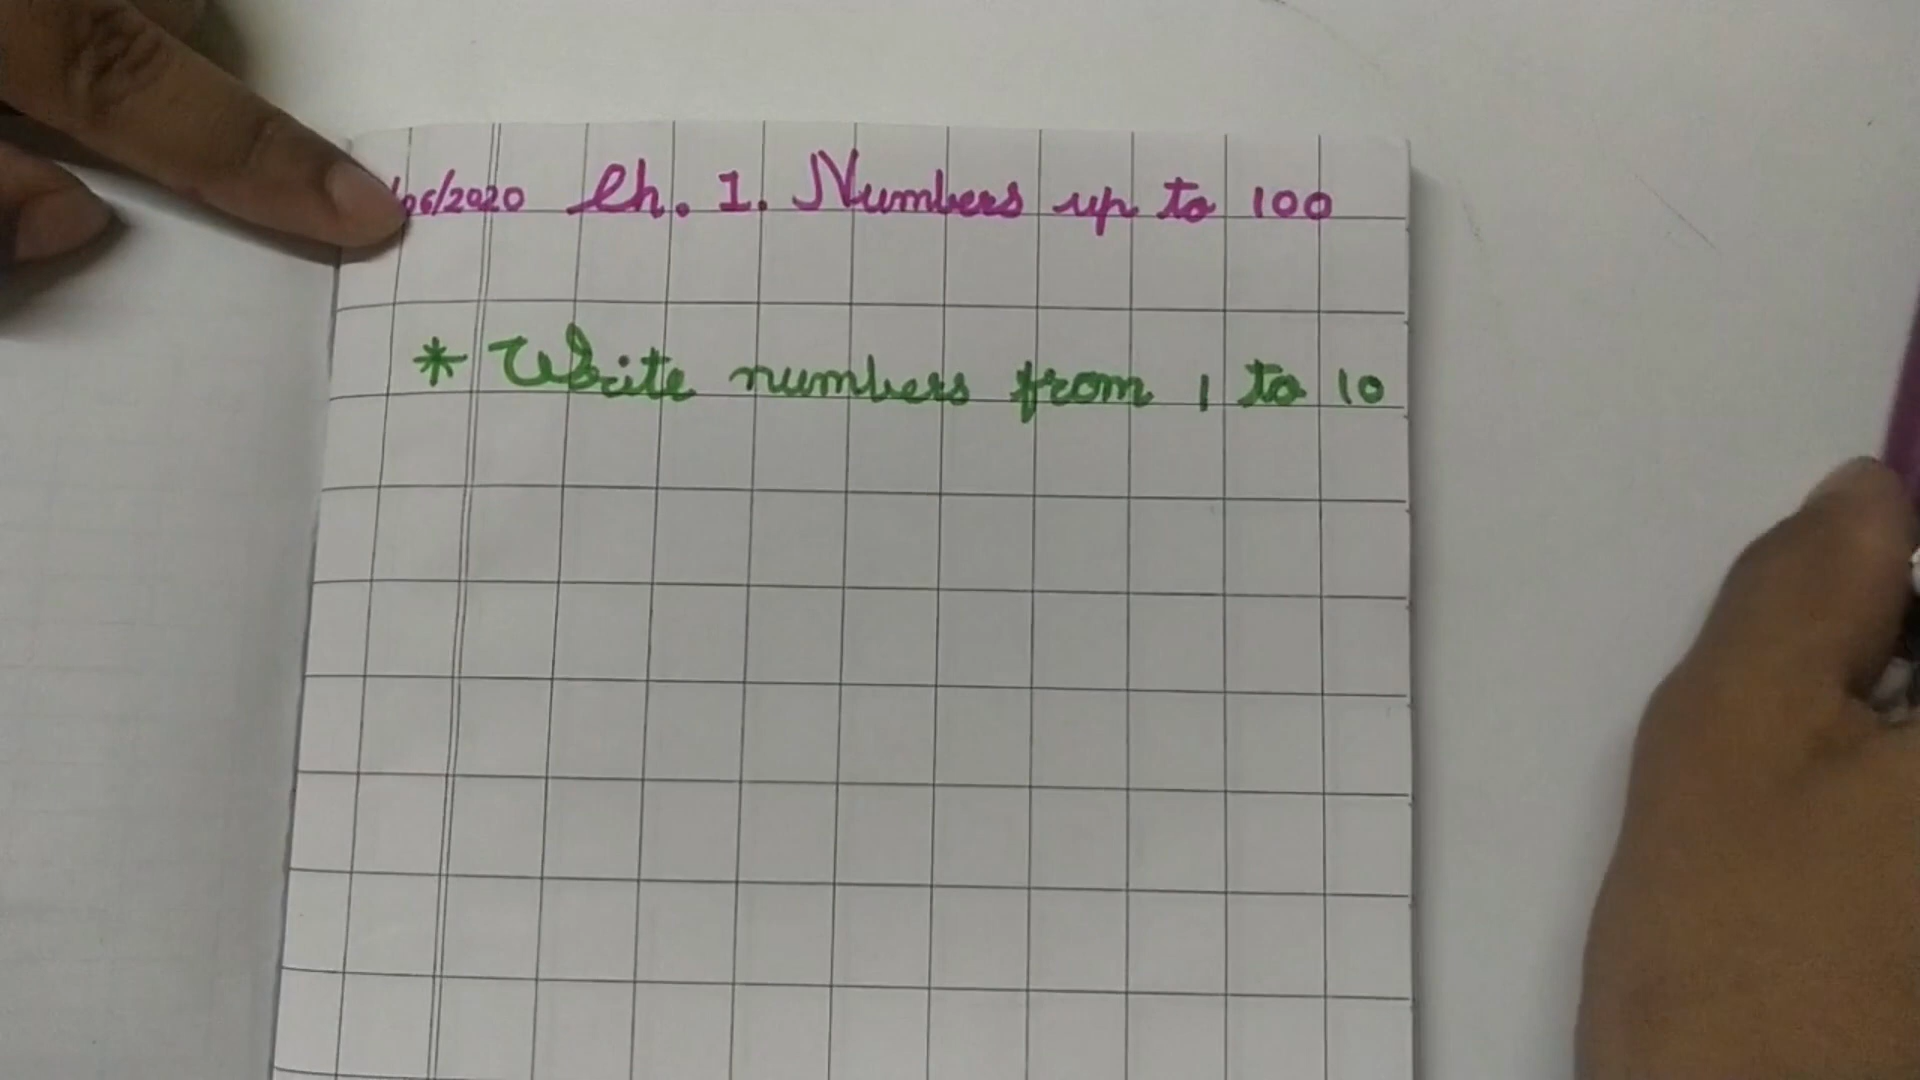 /06/2020 Ch. 1. Numbers up to 100
* Write numbers from 1 to 10